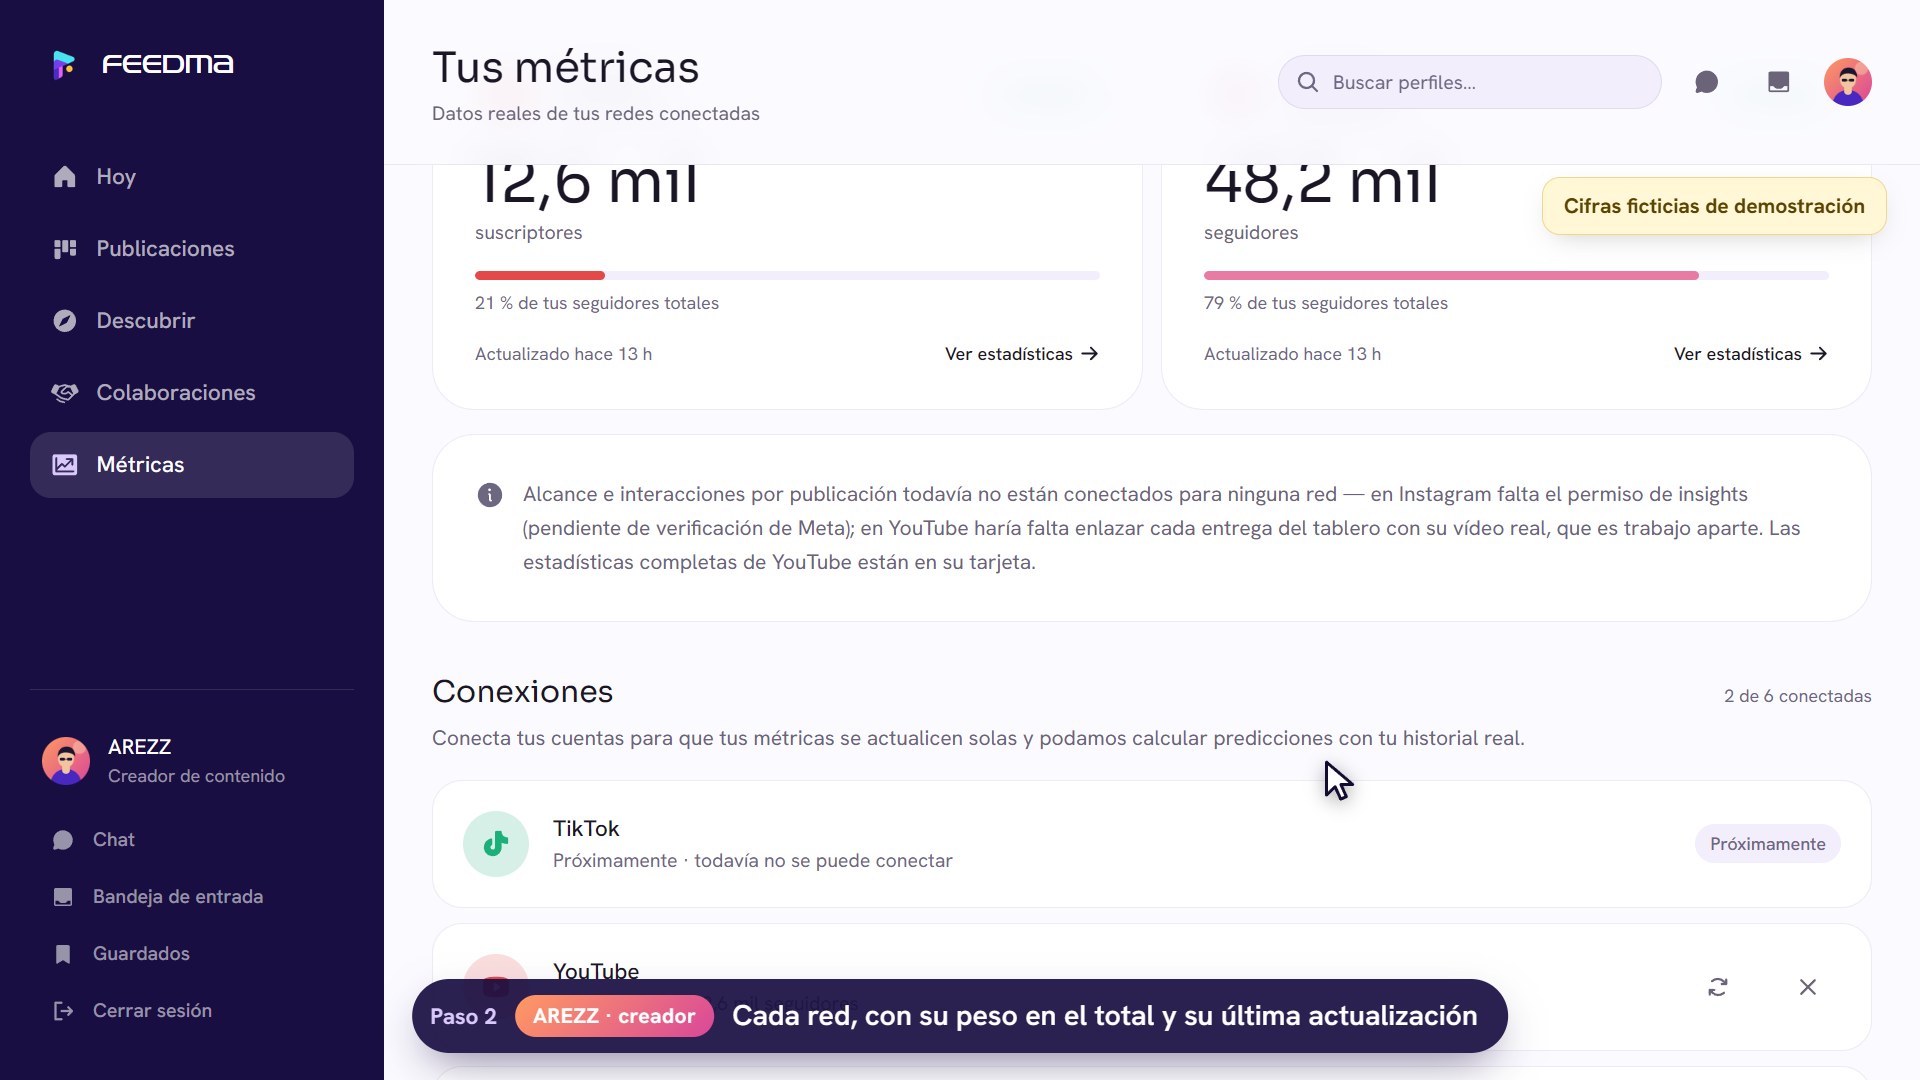 FEEDMA
Hoy
Publicaciones
Descubrir
Colaboraciones
Métricas
AREZZ
Creador de contenido
Chat
Bandeja de entrada
Guardados
Cerrar sesión
Tus métricas
Datos reales de tus redes conectadas
Buscar perfiles...
Cifras ficticias de demostración
12,6 mil
suscriptores
21 % de tus seguidores totales
Actualizado hace 13 h
Ver estadísticas →
48,2 mil
seguidores
79 % de tus seguidores totales
Actualizado hace 13 h
Ver estadísticas →
Alcance e interacciones por publicación todavía no están conectados para ninguna red — en Instagram falta el permiso de insights
(pendiente de verificación de Meta); en YouTube haría falta enlazar cada entrega del tablero con su vídeo real, que es trabajo aparte. Las
estadísticas completas de YouTube están en su tarjeta.
Conexiones
2 de 6 conectadas
Conecta tus cuentas para que tus métricas se actualicen solas y podamos calcular predicciones con tu historial real.
TikTok
Próximamente · todavía no se puede conectar
Próximamente
YouTube
Paso 2
AREZZ · creador
Cada red, con su peso en el total y su última actualización